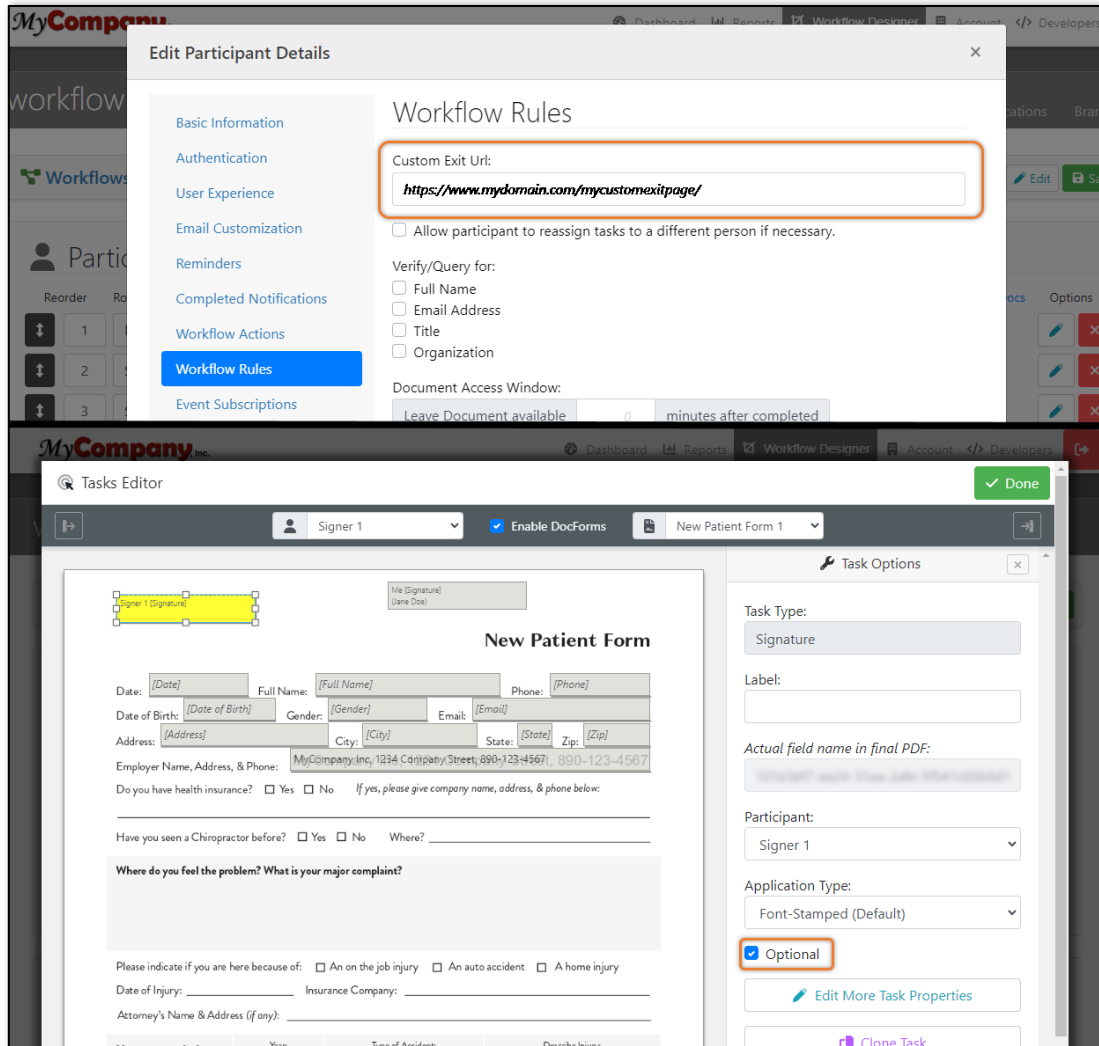 MyCompany
Dashboard Reports Workflow Designer Account </> Developers
Edit Participant Details ×
workflow
Workflow Rules
Basic Information
Authentication
User Experience
Email Customization
Reminders
Completed Notifications
Workflow Actions
Workflow Rules
Event Subscriptions
Custom Exit Url:
https://www.mydomain.com/mycustomexitpage/
Allow participant to reassign tasks to a different person if necessary.
Verify/Query for:
Full Name
Email Address
Title
Organization
Document Access Window:
Leave Document available 0 minutes after completed
Workflows
Edit
Reorder
Options
1
2
3
MyCompany, Inc.
Dashboard Reports Workflow Designer Account </> Developers
Tasks Editor
Done
Signer 1 Enable DocForms New Patient Form 1
Signer 1 [Signature]
Me [Signature]
(Jane Doe)
New Patient Form
Date: [Date] Full Name: [Full Name] Phone: [Phone]
Date of Birth: [Date of Birth] Gender: [Gender] Email: [Email]
Address: [Address] City: [City] State: [State] Zip: [Zip]
Employer Name, Address, & Phone: MyCompany, Inc, 1234 Company Street, 890-123-4567
Do you have health insurance? Yes No If yes, please give company name, address, & phone below:
Have you seen a Chiropractor before? Yes No Where?
Where do you feel the problem? What is your major complaint?
Please indicate if you are here because of: An on the job injury An auto accident A home injury
Date of Injury: Insurance Company:
Attorney's Name & Address (if any):
Task Options ×
Task Type:
Signature
Label:
Actual field name in final PDF:
Participant:
Signer 1
Application Type:
Font-Stamped (Default)
Optional
Edit More Task Properties
Clone Task